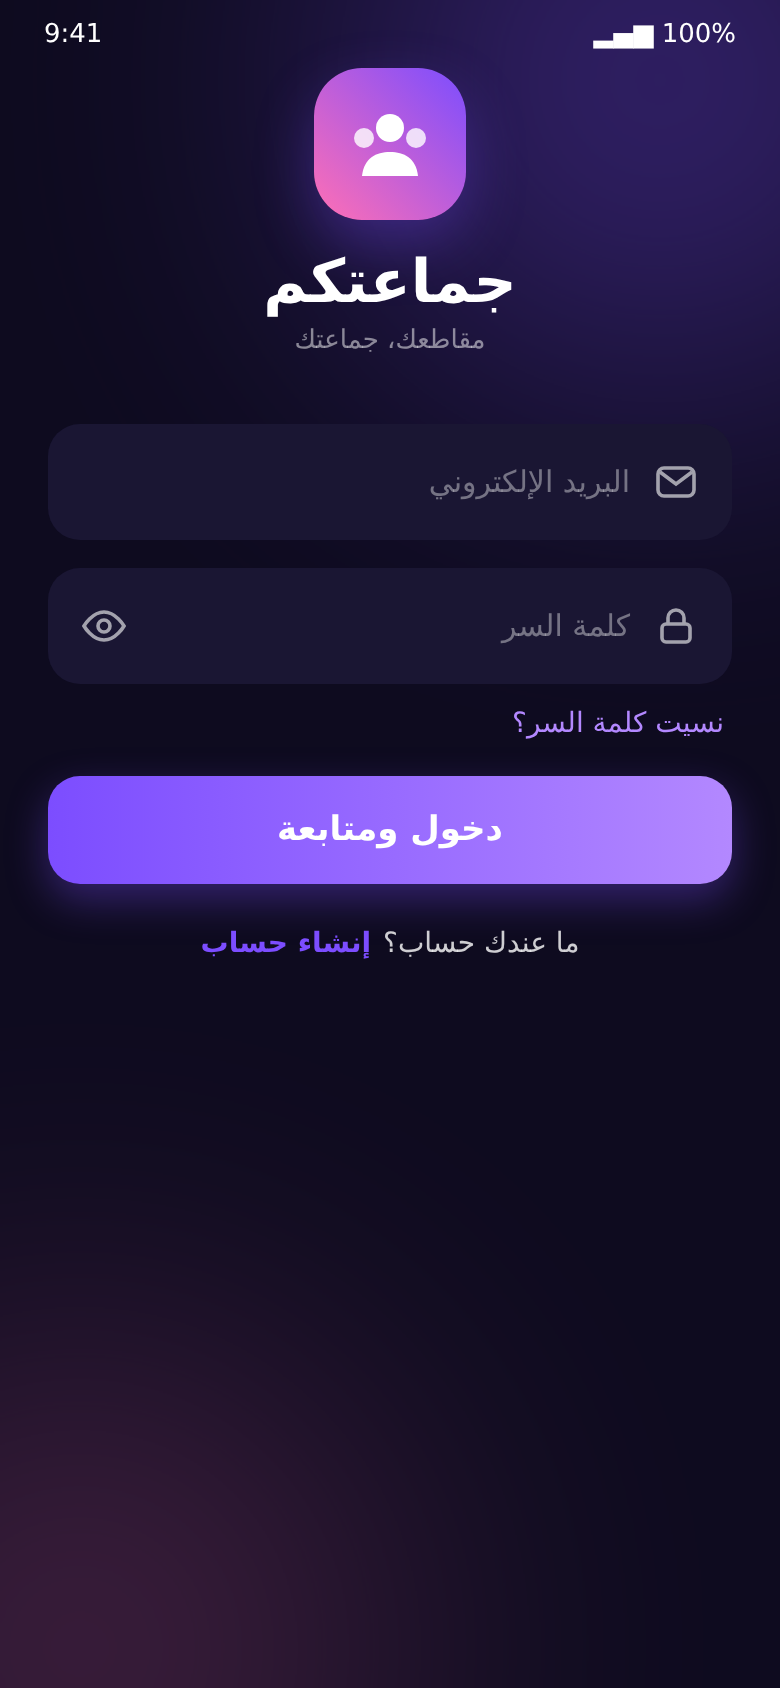 9:41 100%
جماعتكم
مقاطعك، جماعتك
البريد الإلكتروني
كلمة السر
نسيت كلمة السر؟
دخول ومتابعة
ما عندك حساب؟ إنشاء حساب